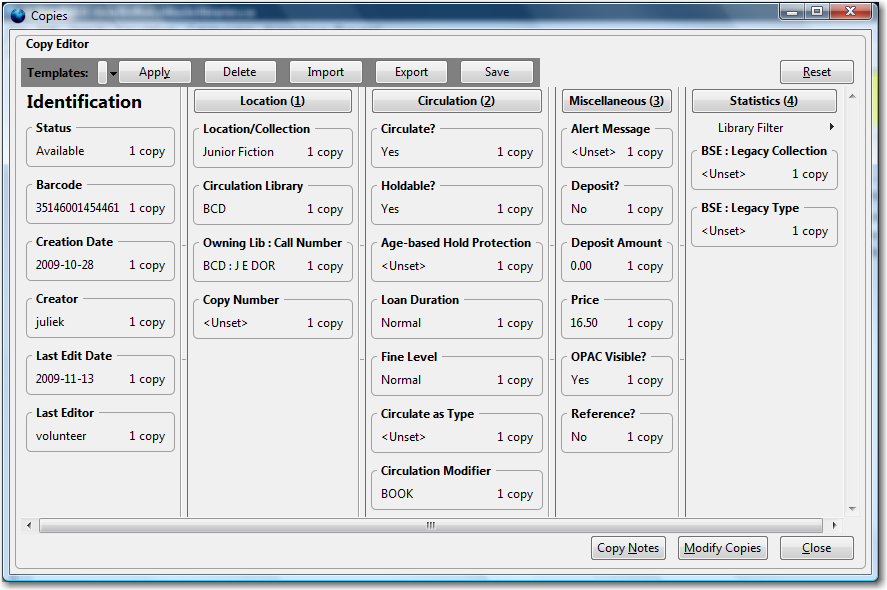 Copies
Copy Editor
Templates: Apply Delete Import Export Save Reset
Identification
Status
Available 1 copy
Barcode
35146001454461 1 copy
Creation Date
2009-10-28 1 copy
Creator
juliek 1 copy
Last Edit Date
2009-11-13 1 copy
Last Editor
volunteer 1 copy
Location (1)
Location/Collection
Junior Fiction 1 copy
Circulation Library
BCD 1 copy
Owning Lib : Call Number
BCD : J E DOR 1 copy
Copy Number
<Unset> 1 copy
Circulation (2)
Circulate?
Yes 1 copy
Holdable?
Yes 1 copy
Age-based Hold Protection
<Unset> 1 copy
Loan Duration
Normal 1 copy
Fine Level
Normal 1 copy
Circulate as Type
<Unset> 1 copy
Circulation Modifier
BOOK 1 copy
Miscellaneous (3)
Alert Message
<Unset> 1 copy
Deposit?
No 1 copy
Deposit Amount
0.00 1 copy
Price
16.50 1 copy
OPAC Visible?
Yes 1 copy
Reference?
No 1 copy
Statistics (4)
Library Filter
BSE : Legacy Collection
<Unset> 1 copy
BSE : Legacy Type
<Unset> 1 copy
Copy Notes Modify Copies Close